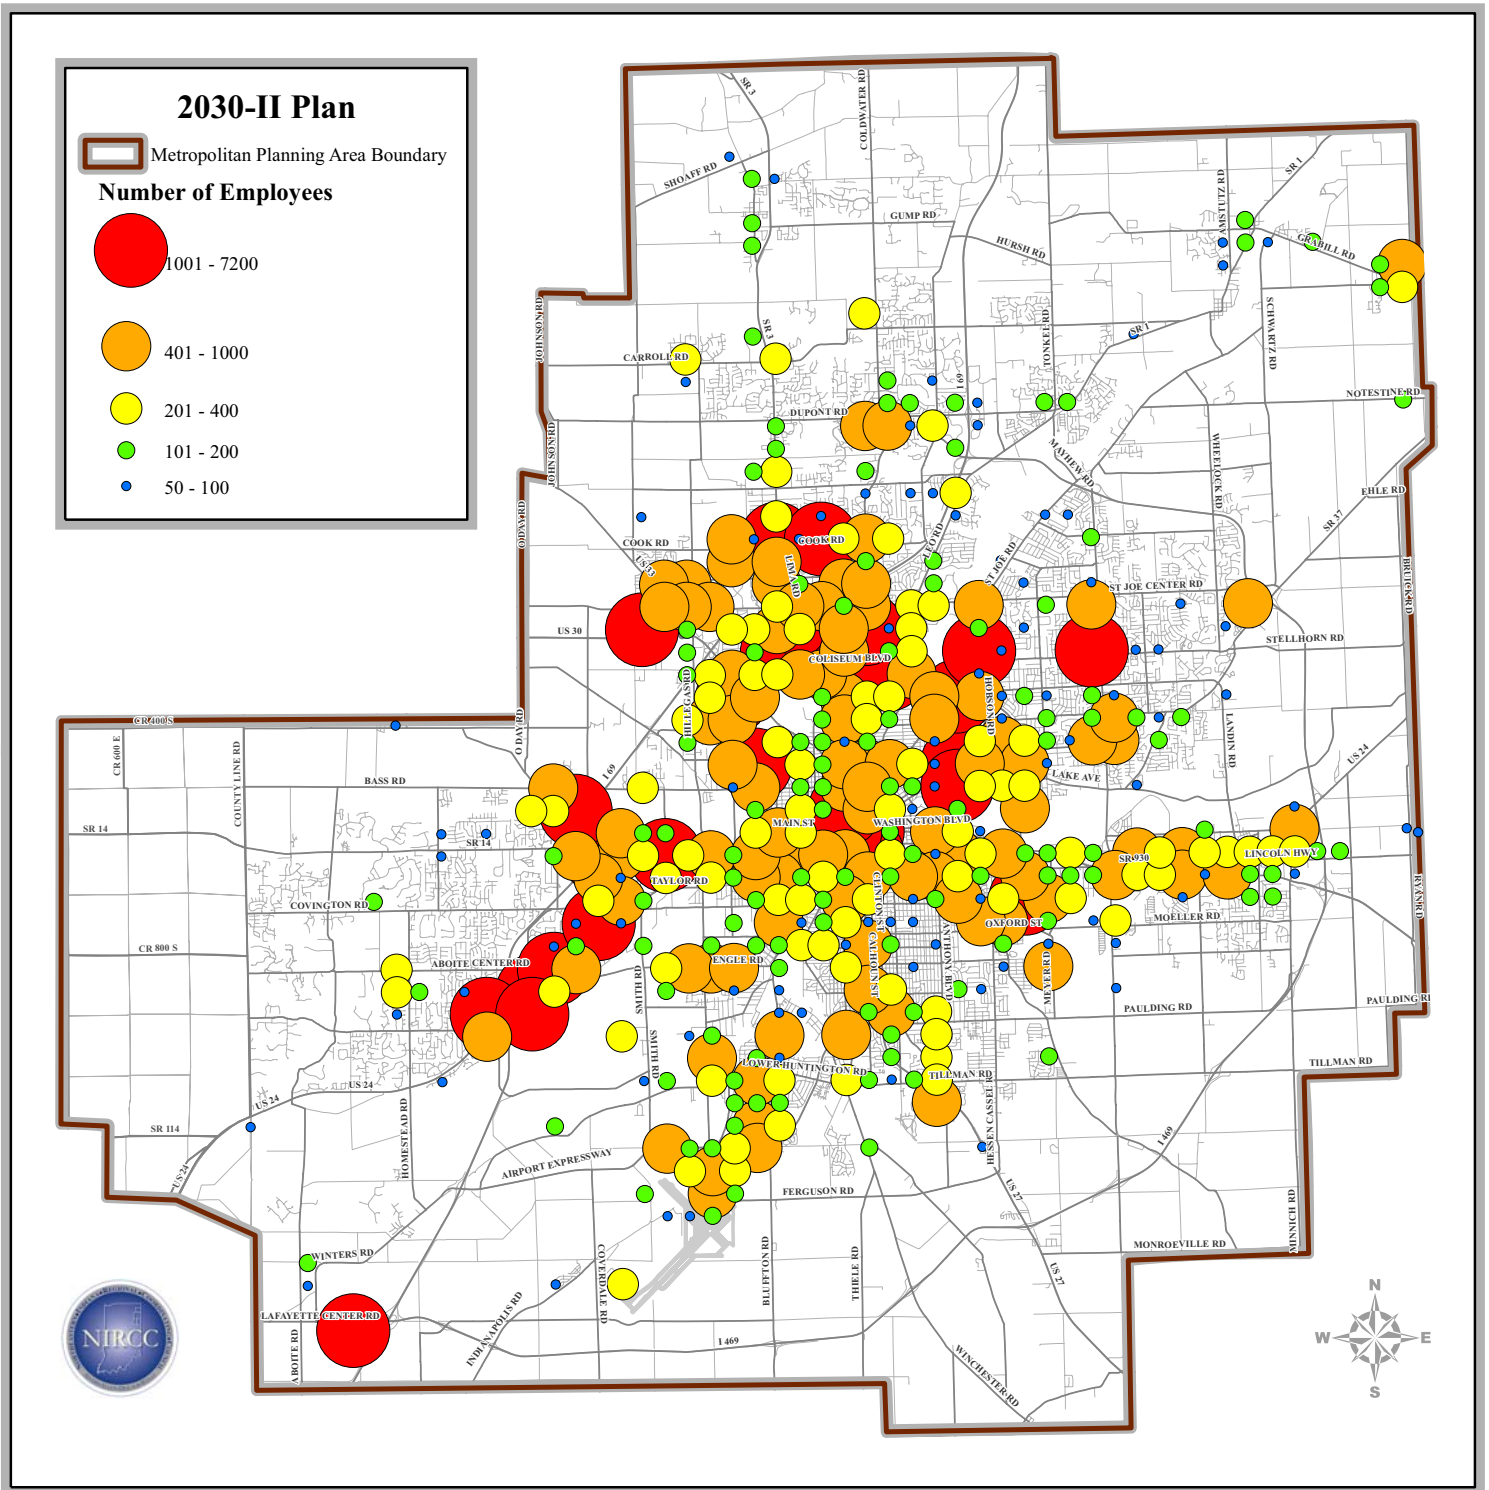 2030-II Plan
Metropolitan Planning Area Boundary
Number of Employees
1001 - 7200
401 - 1000
201 - 400
101 - 200
50 - 100
SR 3
COLDWATER RD
SHOAFF RD
GUMP RD
HURSH RD
AMSTUTZ RD
SR 1
GRABILL RD
JOHNSON RD
SR 3
CARROLL RD
I 69
TONKEL RD
SR 1
SCHWARTZ RD
NOTESTINE RD
DUPONT RD
JOHNSON RD
MAYHEW RD
WHEELOCK RD
EHLE RD
SR 37
O DAY RD
COOK RD
COOK RD
LEO RD
US 33
LIMA RD
ST JOE RD
ST JOE CENTER RD
BRUICK RD
US 30
STELLHORN RD
COLISEUM BLVD
HILLEGAS RD
HOBSON RD
LANDIN RD
CR 400 S
O DAY RD
CR 600 E
COUNTY LINE RD
BASS RD
I 69
LAKE AVE
US 24
SR 14
SR 14
MAIN ST
WASHINGTON BLVD
SR 930
LINCOLN HWY
TAYLOR RD
COVINGTON RD
CLINTON ST
OXFORD ST
MOELLER RD
RYAN RD
CR 800 S
ABOITE CENTER RD
ENGLE RD
CALHOUN ST
ANTHONY BLVD
MEYER RD
SMITH RD
PAULDING RD
PAULDING RD
SMITH RD
LOWER HUNTINGTON RD
TILLMAN RD
TILLMAN RD
US 24
US 24
SR 114
HOMESTEAD RD
HESSEN CASSEL RD
I 469
US 24
AIRPORT EXPRESSWAY
FERGUSON RD
US 27
MINNICH RD
WINTERS RD
COVERDALE RD
BLUFFTON RD
THIELE RD
MONROEVILLE RD
US 27
LAFAYETTE CENTER RD
ABOITE RD
INDIANAPOLIS RD
I 469
WINCHESTER RD
NIRCC
N
W
E
S